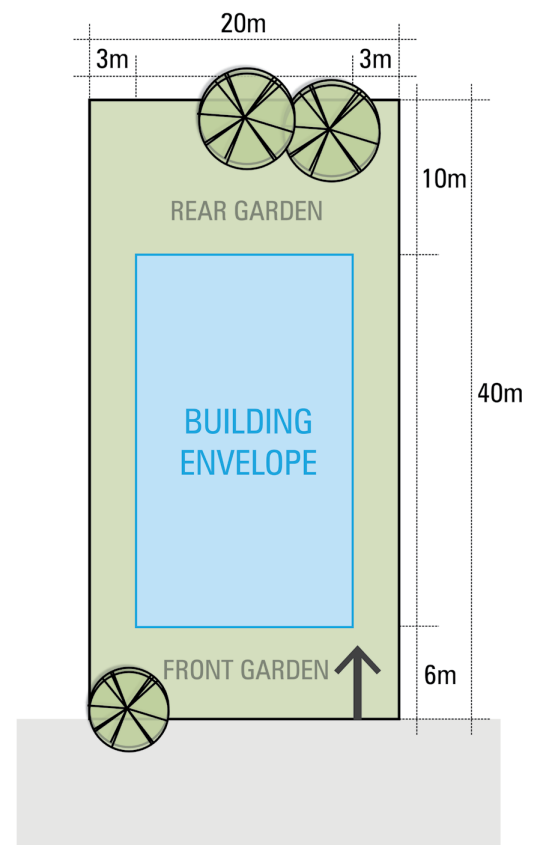 20m
3m
3m
10m
REAR GARDEN
40m
BUILDING
ENVELOPE
FRONT GARDEN
6m